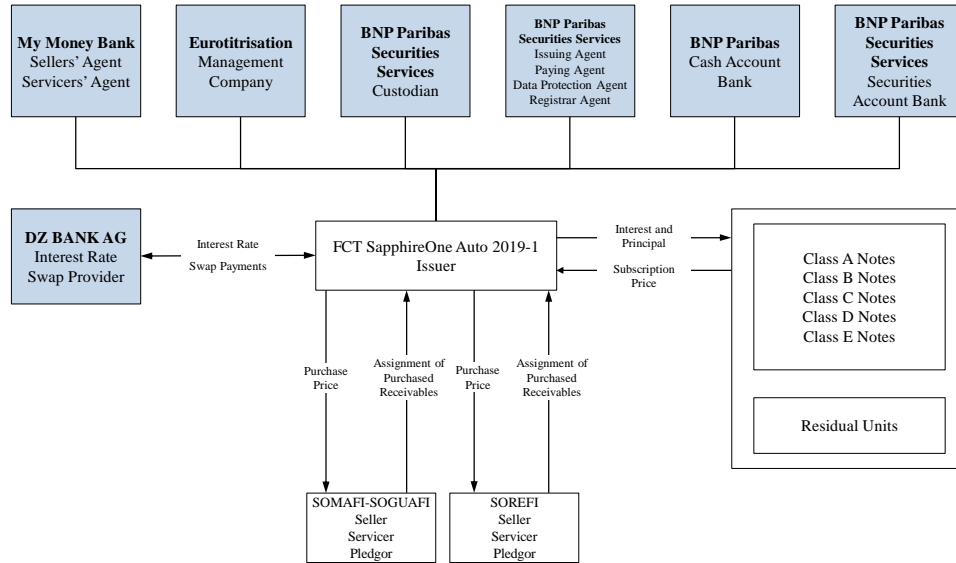 My Money Bank
Sellers' Agent
Servicers' Agent
Eurotitrisation
Management
Company
BNP Paribas
Securities
Services
Custodian
BNP Paribas
Securities Services
Issuing Agent
Paying Agent
Data Protection Agent
Registrar Agent
BNP Paribas
Cash Account
Bank
BNP Paribas
Securities
Services
Securities
Account Bank
DZ BANK AG
Interest Rate
Swap Provider
Interest Rate
Swap Payments
FCT SapphireOne Auto 2019-1
Issuer
Interest and
Principal
Subscription
Price
Class A Notes
Class B Notes
Class C Notes
Class D Notes
Class E Notes
Residual Units
Purchase
Price
Assignment of
Purchased
Receivables
Purchase
Price
Assignment of
Purchased
Receivables
SOMAFI-SOGUAFI
Seller
Servicer
Pledgor
SOREFI
Seller
Servicer
Pledgor